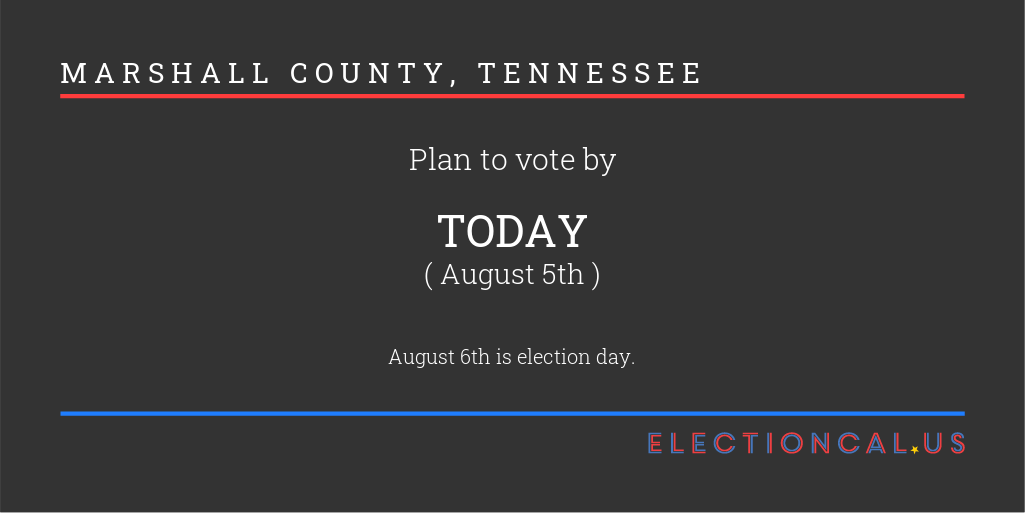 MARSHALL COUNTY, TENNESSEE
Plan to vote by
TODAY
( August 5th )
August 6th is election day.
ELECTIONCAL.US